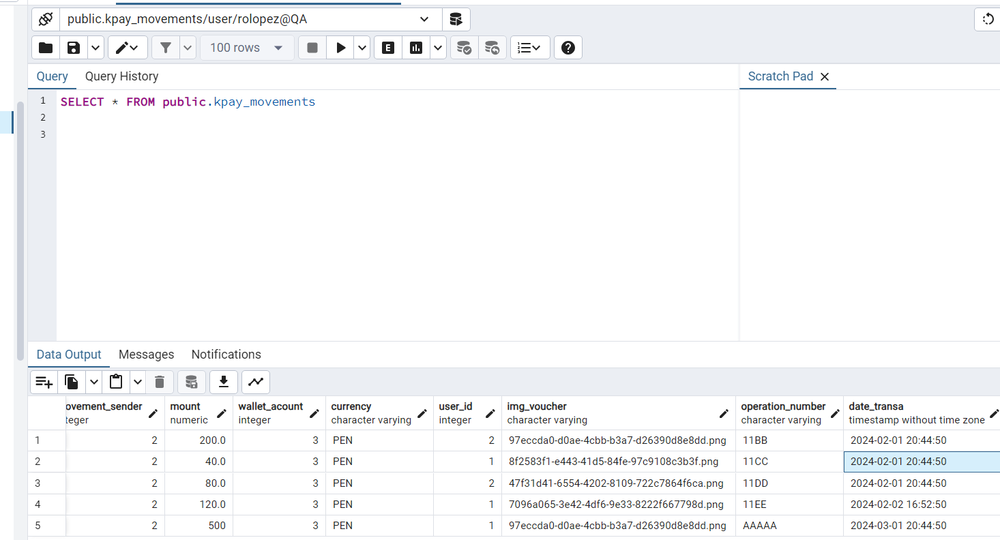 public.kpay_movements/user/rolopez@QA
100 rows
E
Query Query History Scratch Pad
1 SELECT * FROM public.kpay_movements
2
3
Data Output Messages Notifications
ovement_sender mount wallet_acount currency user_id img_voucher operation_number date_transa
teger numeric integer character varying integer character varying character varying timestamp without time zone
1 2 200.0 3 PEN 2 97eccda0-d0ae-4cbb-b3a7-d26390d8e8dd.png 11BB 2024-02-01 20:44:50
2 2 40.0 3 PEN 1 8f2583f1-e443-41d5-84fe-97c9108c3b3f.png 11CC 2024-02-01 20:44:50
3 2 80.0 3 PEN 2 47f31d41-6554-4202-8109-722c7864f6ca.png 11DD 2024-02-01 20:44:50
4 2 120.0 3 PEN 1 7096a065-3e42-4df6-9e33-8222f667798d.png 11EE 2024-02-02 16:52:50
5 2 500 3 PEN 1 97eccda0-d0ae-4cbb-b3a7-d26390d8e8dd.png AAAAA 2024-03-01 20:44:50